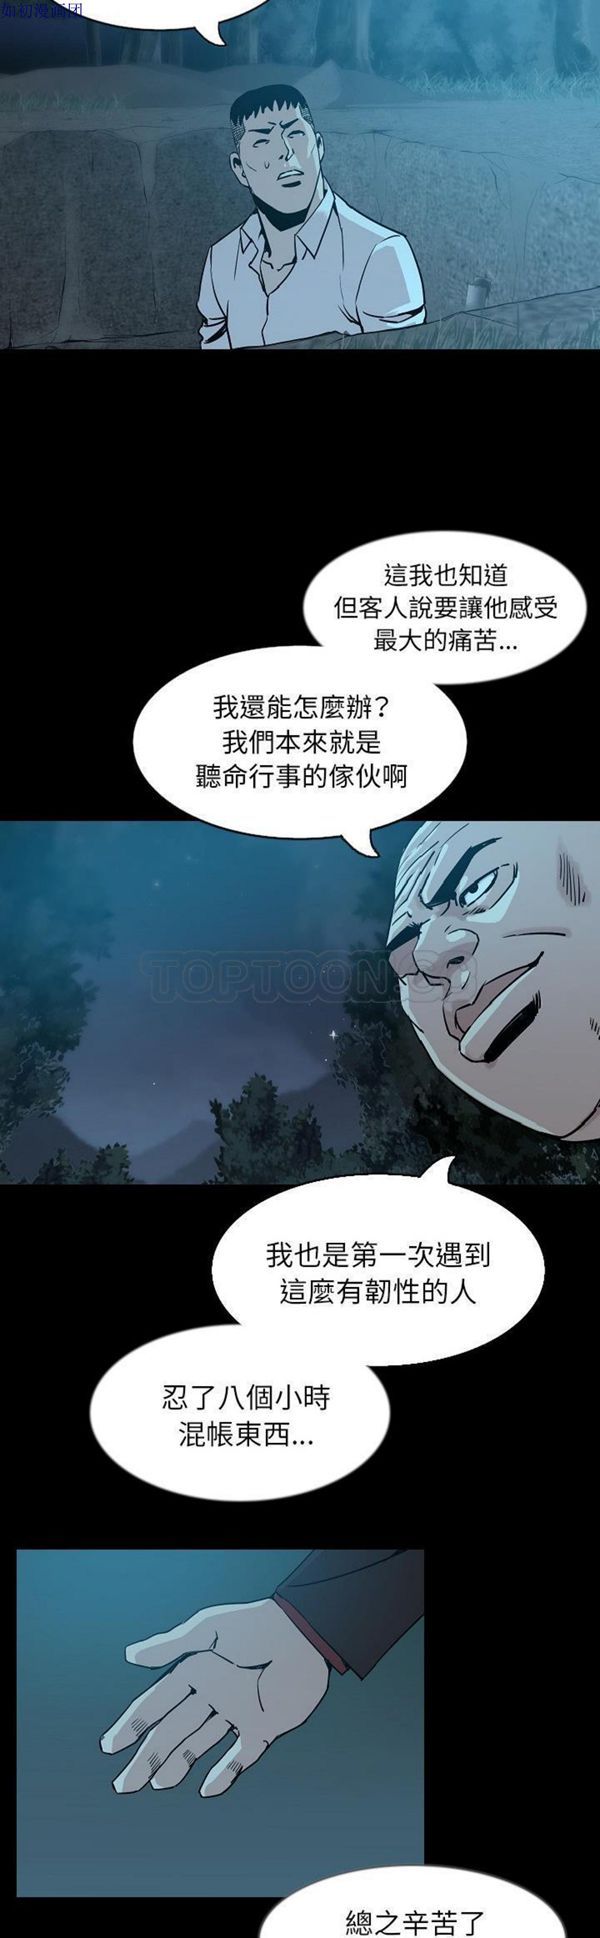 如初漫画团
這我也知道
但客人說要讓他感受
最大的痛苦...
我還能怎麼辦?
我們本來就是
聽命行事的傢伙啊
TOPTOON
我也是第一次遇到
這麼有韌性的人
忍了八個小時
混帳東西...
總之辛苦了